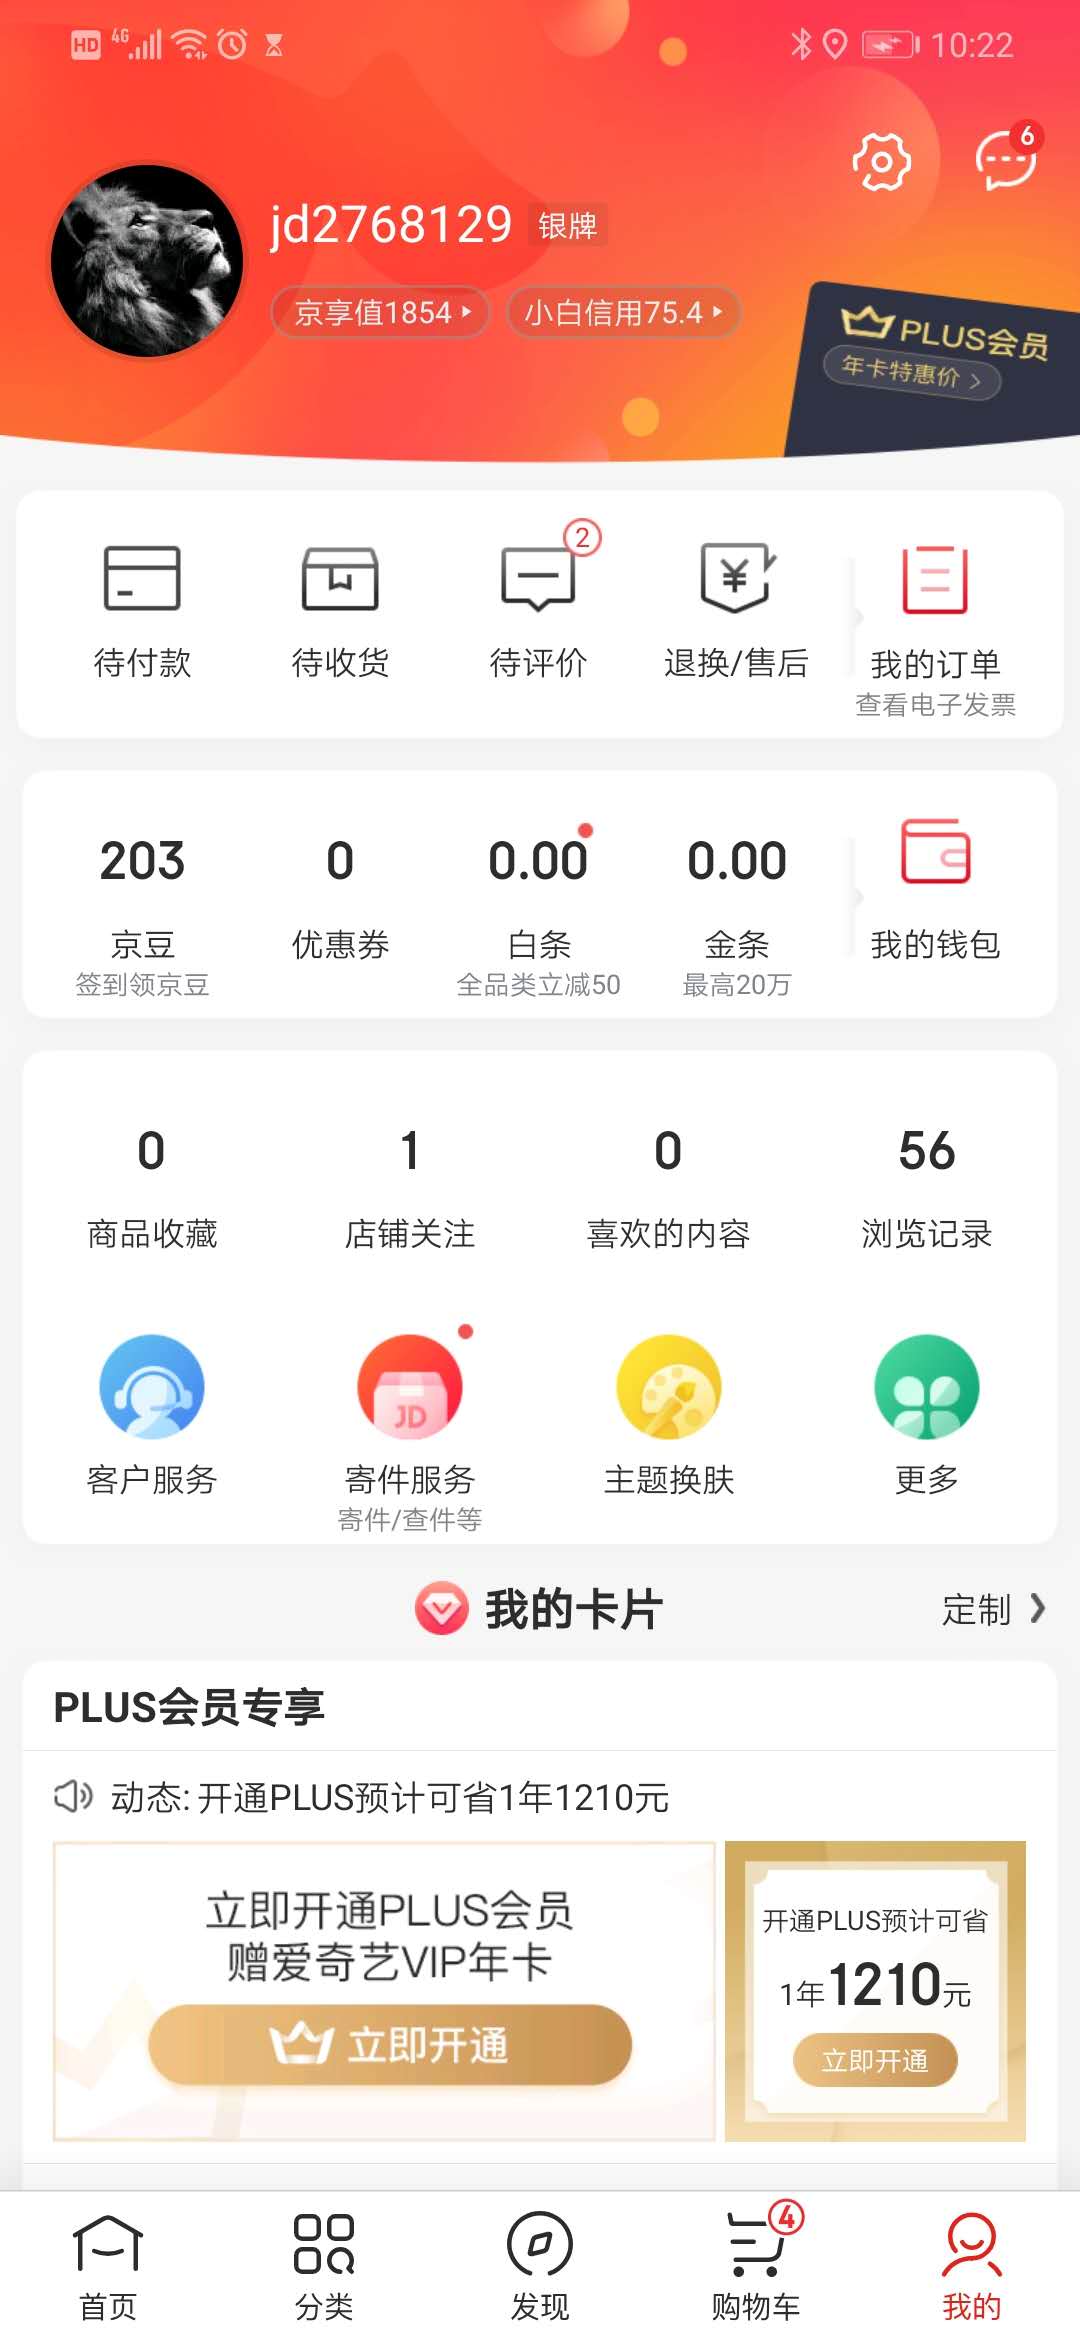 HD 4G 10:22
6
jd2768129 银牌
京享值1854 小白信用75.4
PLUS会员
年卡特惠价
2
待付款 待收货 待评价 退换/售后 我的订单
查看电子发票
203 0 0.00 0.00
京豆 优惠券 白条 金条 我的钱包
签到领京豆 全品类立减50 最高20万
0 1 0 56
商品收藏 店铺关注 喜欢的内容 浏览记录
JD
客户服务 寄件服务 主题换肤 更多
寄件/查件等
我的卡片 定制
PLUS会员专享
动态: 开通PLUS预计可省1年1210元
立即开通PLUS会员
赠爱奇艺VIP年卡
立即开通
开通PLUS预计可省
1年1210元
立即开通
4
首页 分类 发现 购物车 我的